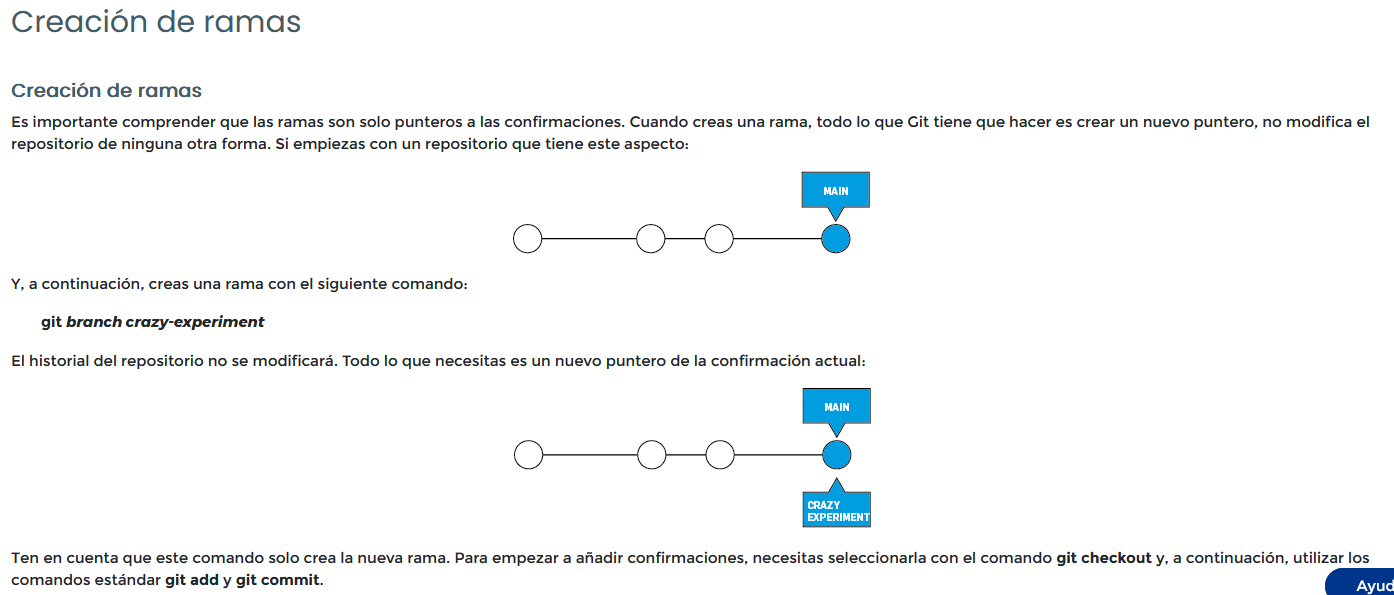 Creación de ramas
Creación de ramas
Es importante comprender que las ramas son solo punteros a las confirmaciones. Cuando creas una rama, todo lo que Git tiene que hacer es crear un nuevo puntero, no modifica el
repositorio de ninguna otra forma. Si empiezas con un repositorio que tiene este aspecto:
MAIN
Y, a continuación, creas una rama con el siguiente comando:
git branch crazy-experiment
El historial del repositorio no se modificará. Todo lo que necesitas es un nuevo puntero de la confirmación actual:
MAIN
CRAZY
EXPERIMENT
Ten en cuenta que este comando solo crea la nueva rama. Para empezar a añadir confirmaciones, necesitas seleccionarla con el comando git checkout y, a continuación, utilizar los
comandos estándar git add y git commit.